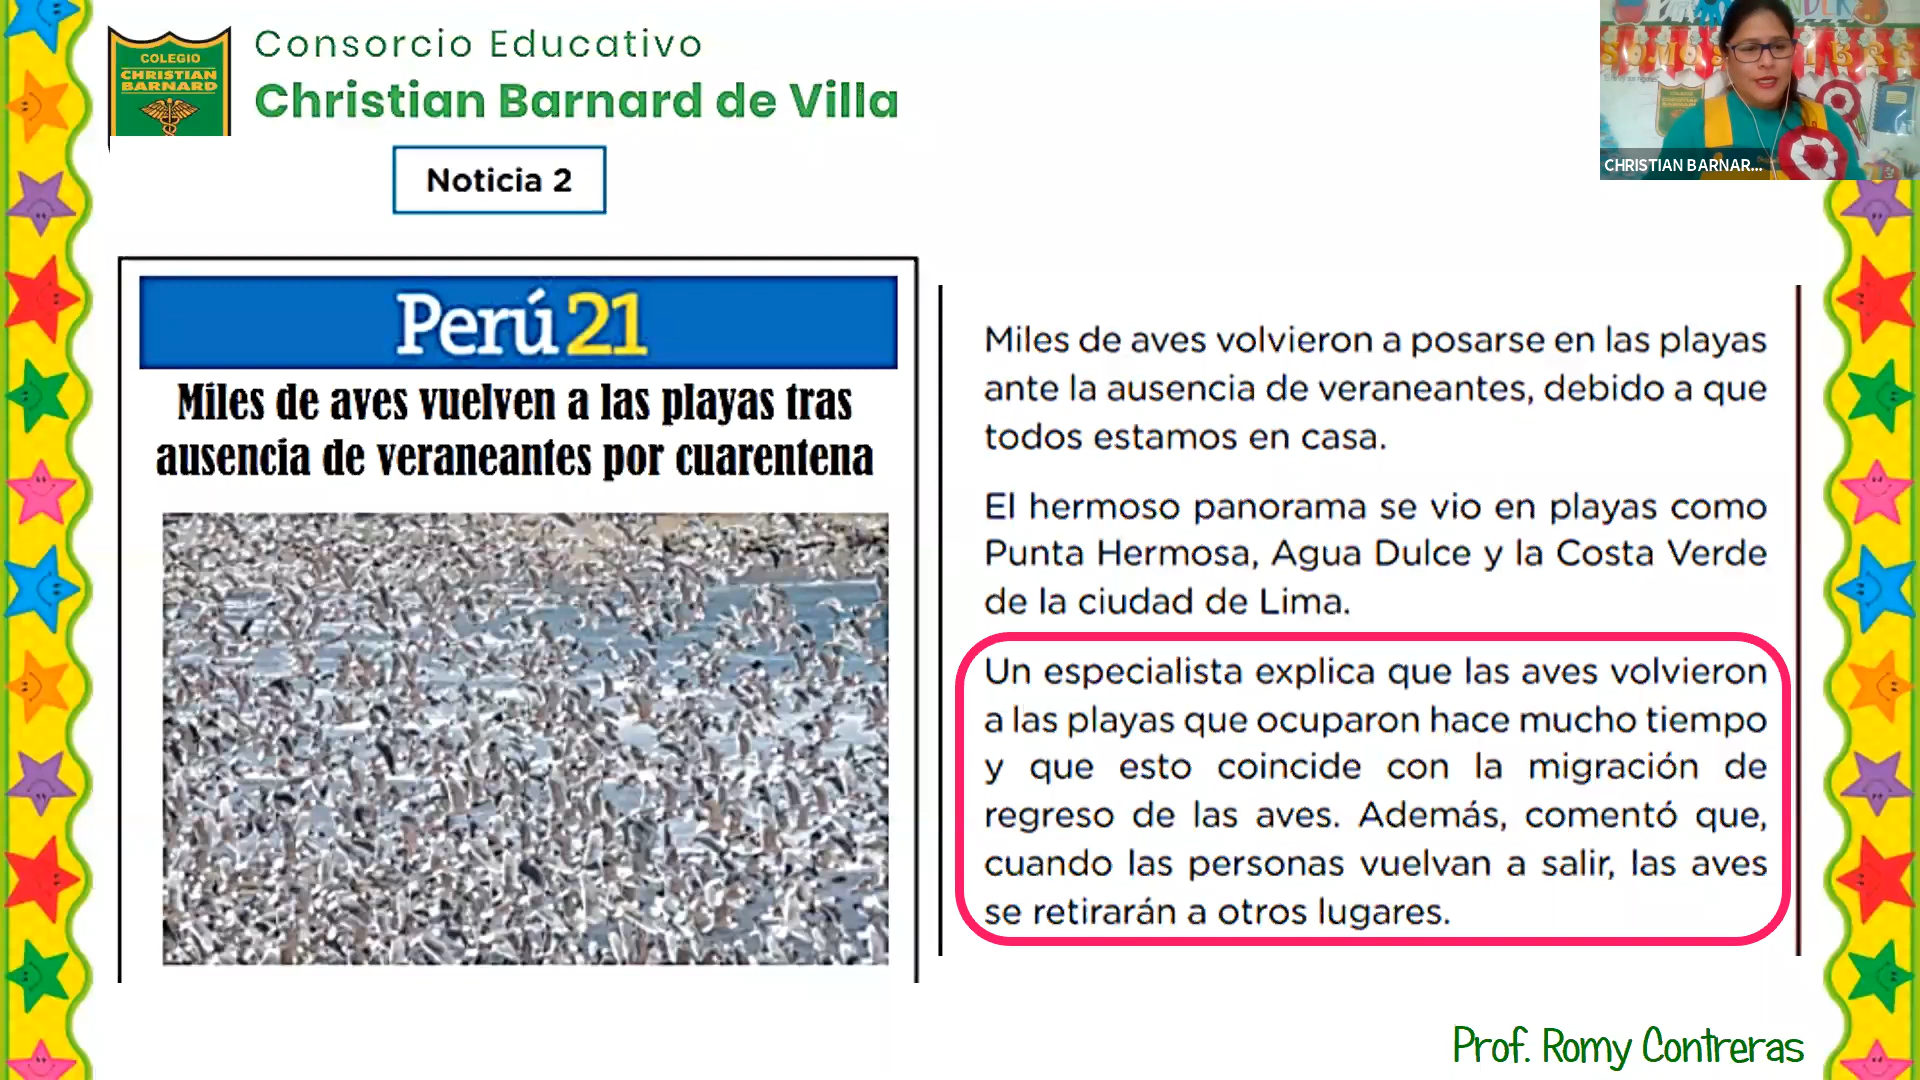 COLEGIO
CHRISTIAN
BARNARD
Consorcio Educativo
Christian Barnard de Villa
Noticia 2
Perú21
Miles de aves vuelven a las playas tras
ausencia de veraneantes por cuarentena
Miles de aves volvieron a posarse en las playas
ante la ausencia de veraneantes, debido a que
todos estamos en casa.
El hermoso panorama se vio en playas como
Punta Hermosa, Agua Dulce y la Costa Verde
de la ciudad de Lima.
Un especialista explica que las aves volvieron
a las playas que ocuparon hace mucho tiempo
y que esto coincide con la migración de
regreso de las aves. Además, comentó que,
cuando las personas vuelvan a salir, las aves
se retirarán a otros lugares.
CHRISTIAN BARNAR...
Prof. Romy Contreras